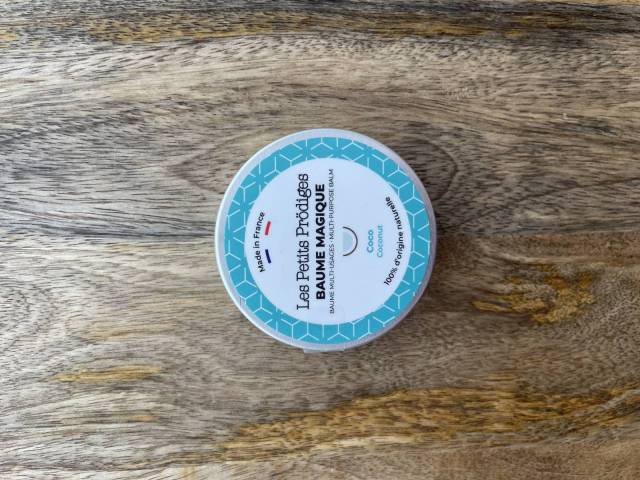 Made in France
Les Petits Prödiges
BAUME MAGIQUE
BAUME MULTI-USAGES - MULTI-PURPOSE BALM
Coco
Coconut
100% d'origine naturelle